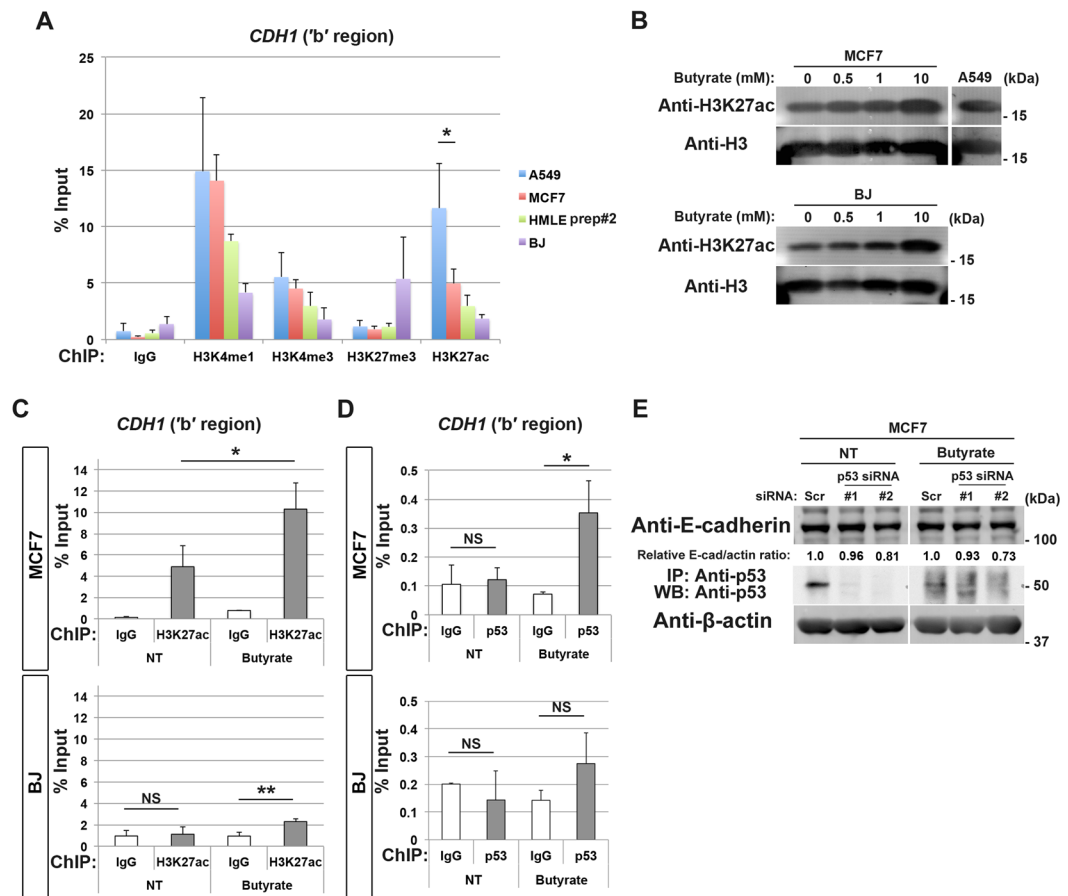 A
CDH1 ('b' region)
25
20
15
10
5
0
% Input
*
A549
MCF7
HMLE prep#2
BJ
ChIP: IgG H3K4me1 H3K4me3 H3K27me3 H3K27ac
B
MCF7
Butyrate (mM): 0 0.5 1 10 A549 (kDa)
Anti-H3K27ac
- 15
Anti-H3
- 15
BJ
Butyrate (mM): 0 0.5 1 10 (kDa)
Anti-H3K27ac
- 15
Anti-H3
- 15
C
CDH1 ('b' region)
MCF7
% Input
14
12
10
8
6
4
2
0
*
ChIP: IgG H3K27ac IgG H3K27ac
NT Butyrate
BJ
% Input
14
12
10
8
6
4
2
0
NS **
ChIP: IgG H3K27ac IgG H3K27ac
NT Butyrate
D
CDH1 ('b' region)
MCF7
% Input
0.5
0.4
0.3
0.2
0.1
0
NS *
ChIP: IgG p53 IgG p53
NT Butyrate
BJ
% Input
0.5
0.4
0.3
0.2
0.1
0
NS NS
ChIP: IgG p53 IgG p53
NT Butyrate
E
MCF7
NT Butyrate
p53 siRNA p53 siRNA
siRNA: Scr #1 #2 Scr #1 #2 (kDa)
Anti-E-cadherin
- 100
Relative E-cad/actin ratio: 1.0 0.96 0.81 1.0 0.93 0.73
IP: Anti-p53
WB: Anti-p53
- 50
Anti-β-actin
- 37